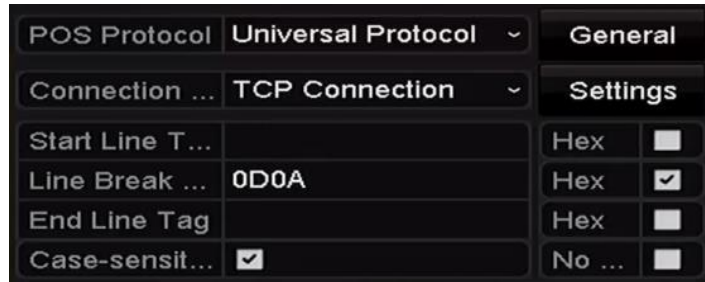 POS Protocol Universal Protocol General
Connection ... TCP Connection Settings
Start Line T... Hex
Line Break ... 0D0A Hex
End Line Tag Hex
Case-sensit... No ...